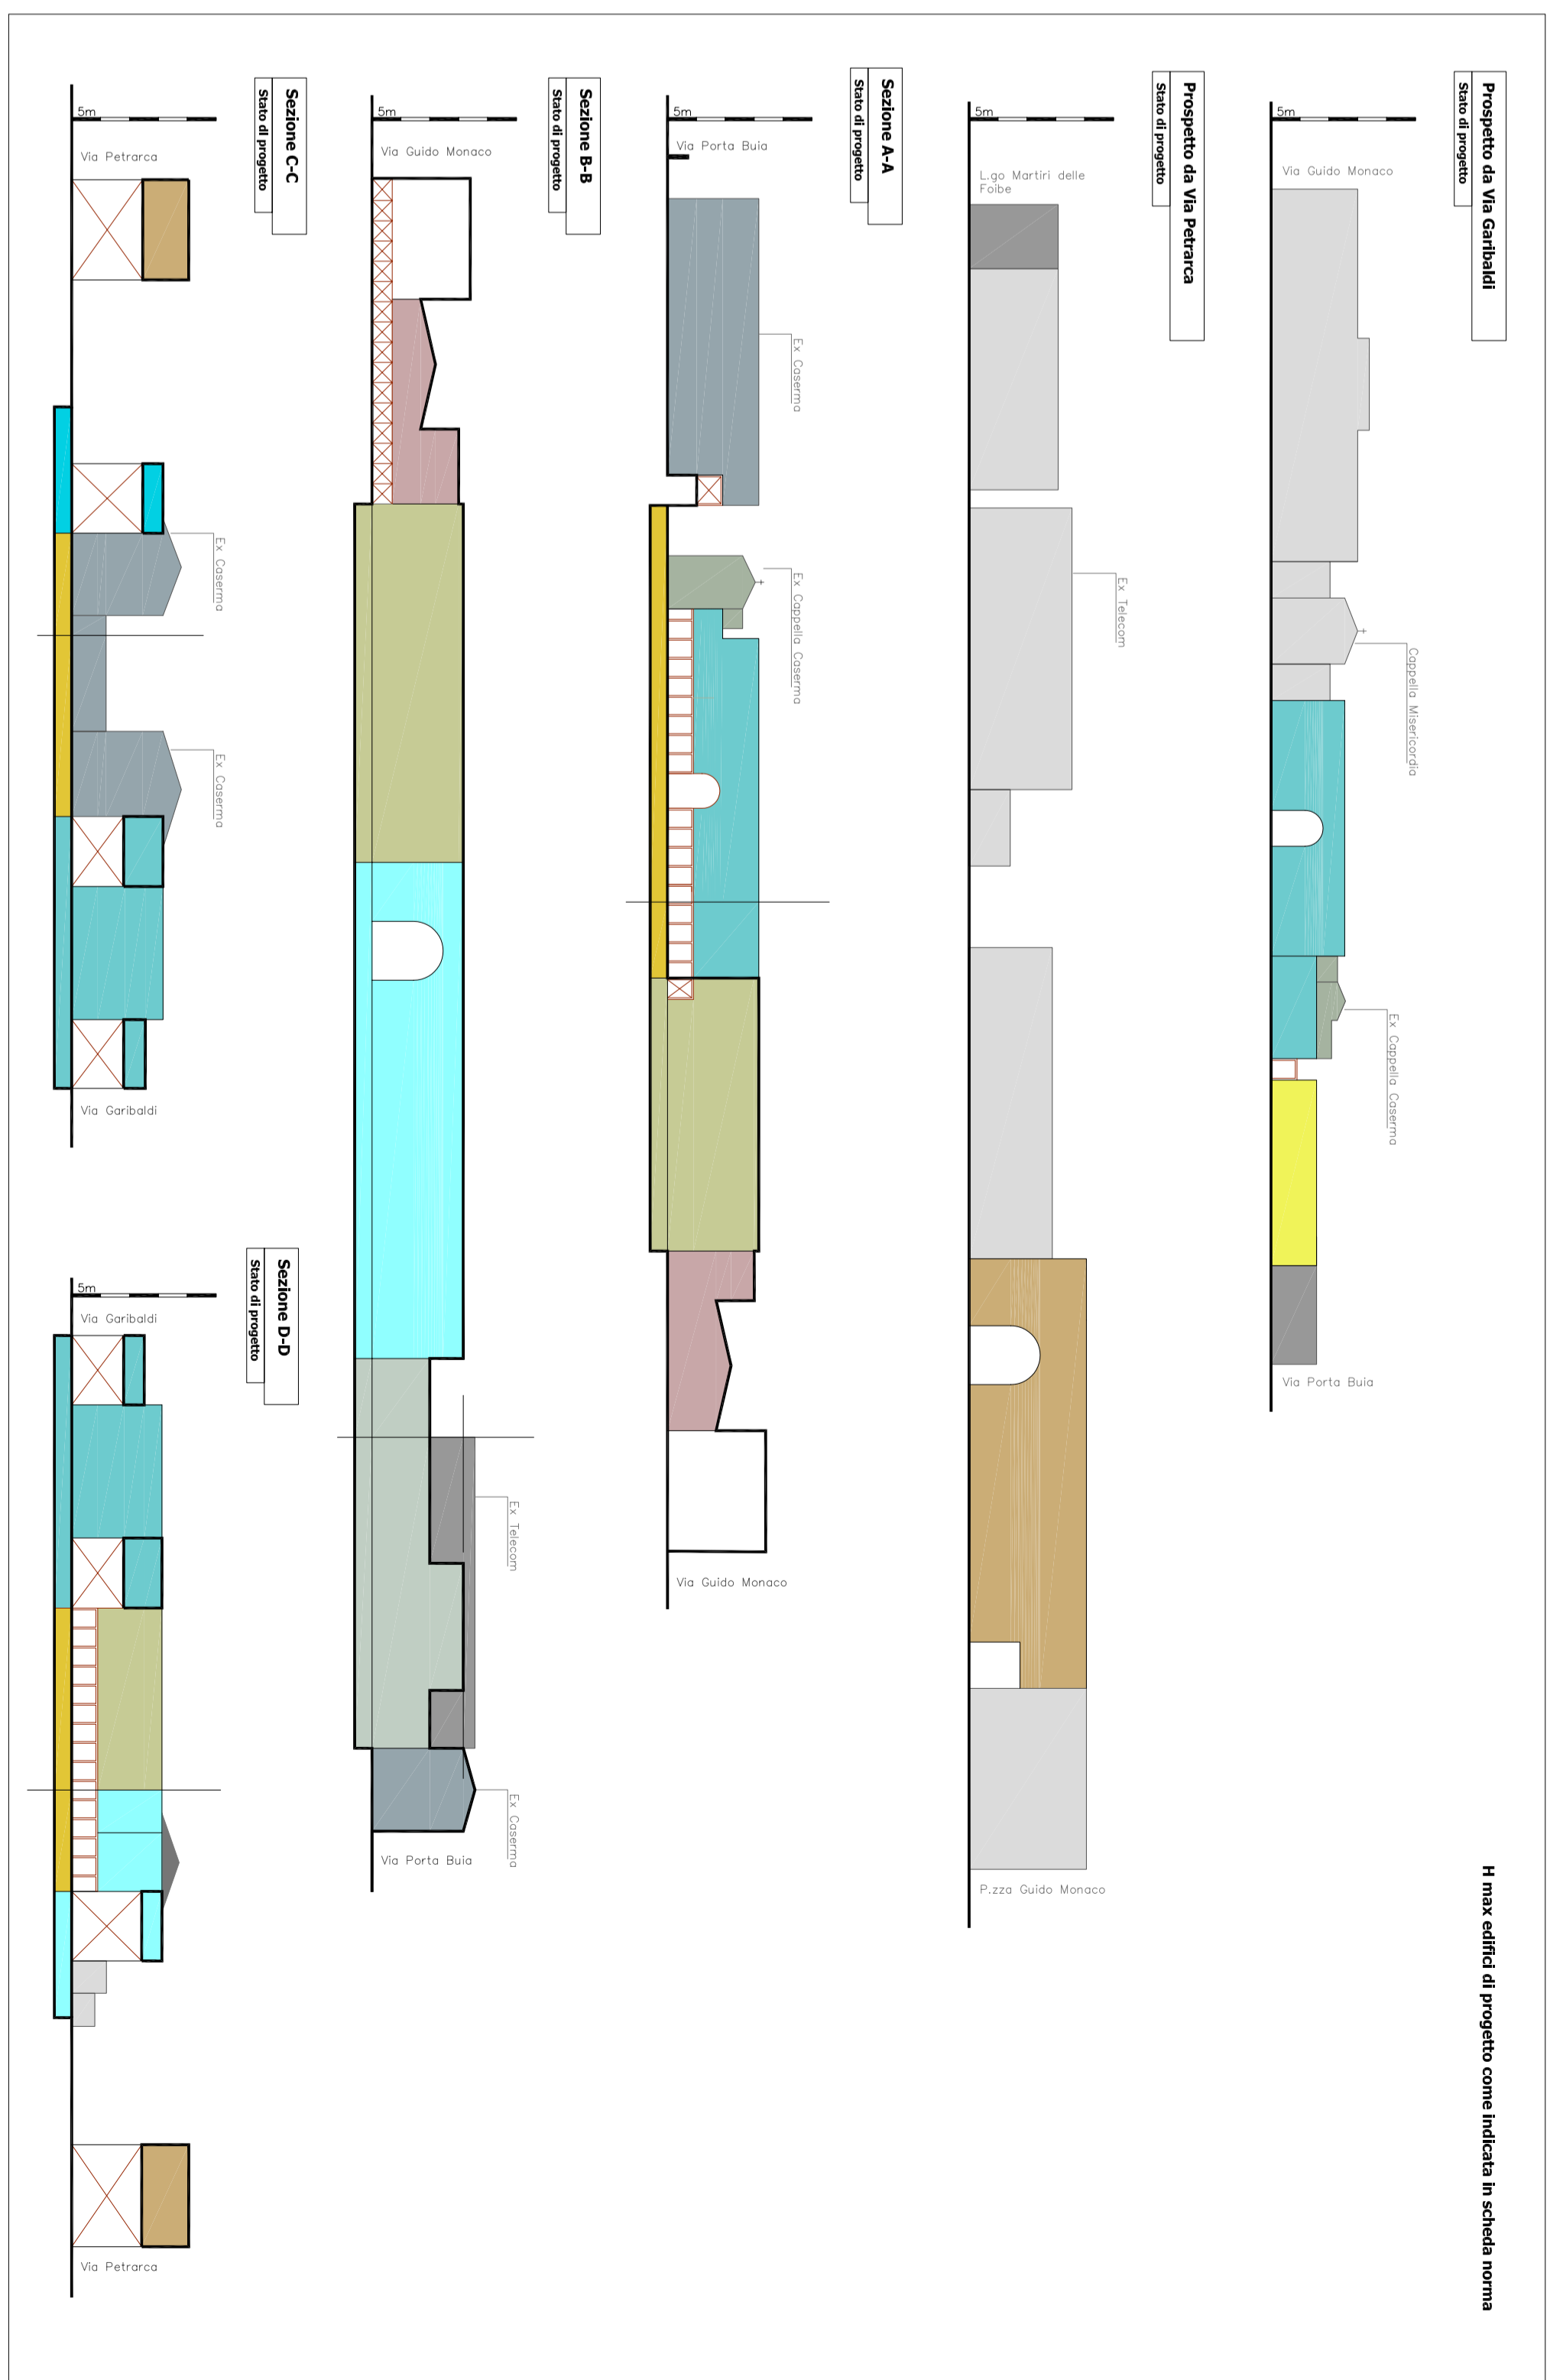 Prospetto da Via Garibaldi
Stato di progetto
5m
Via Guido Monaco
Cappella Misericordia
Ex Cappella Caserma
Via Porta Buia
H max edifici di progetto come indicata in scheda norma
Prospetto da Via Petrarca
Stato di progetto
5m
L.go Martiri delle
Foibe
Ex Telecom
P.zza Guido Monaco
Sezione A-A
Stato di progetto
5m
Via Porta Buia
Ex Caserma
Ex Cappella Caserma
Via Guido Monaco
Sezione B-B
Stato di progetto
5m
Via Guido Monaco
Ex Telecom
Ex Caserma
Via Porta Buia
Sezione C-C
Stato di progetto
5m
Via Petrarca
Ex Caserma
Ex Caserma
Via Garibaldi
Sezione D-D
Stato di progetto
5m
Via Garibaldi
Via Petrarca